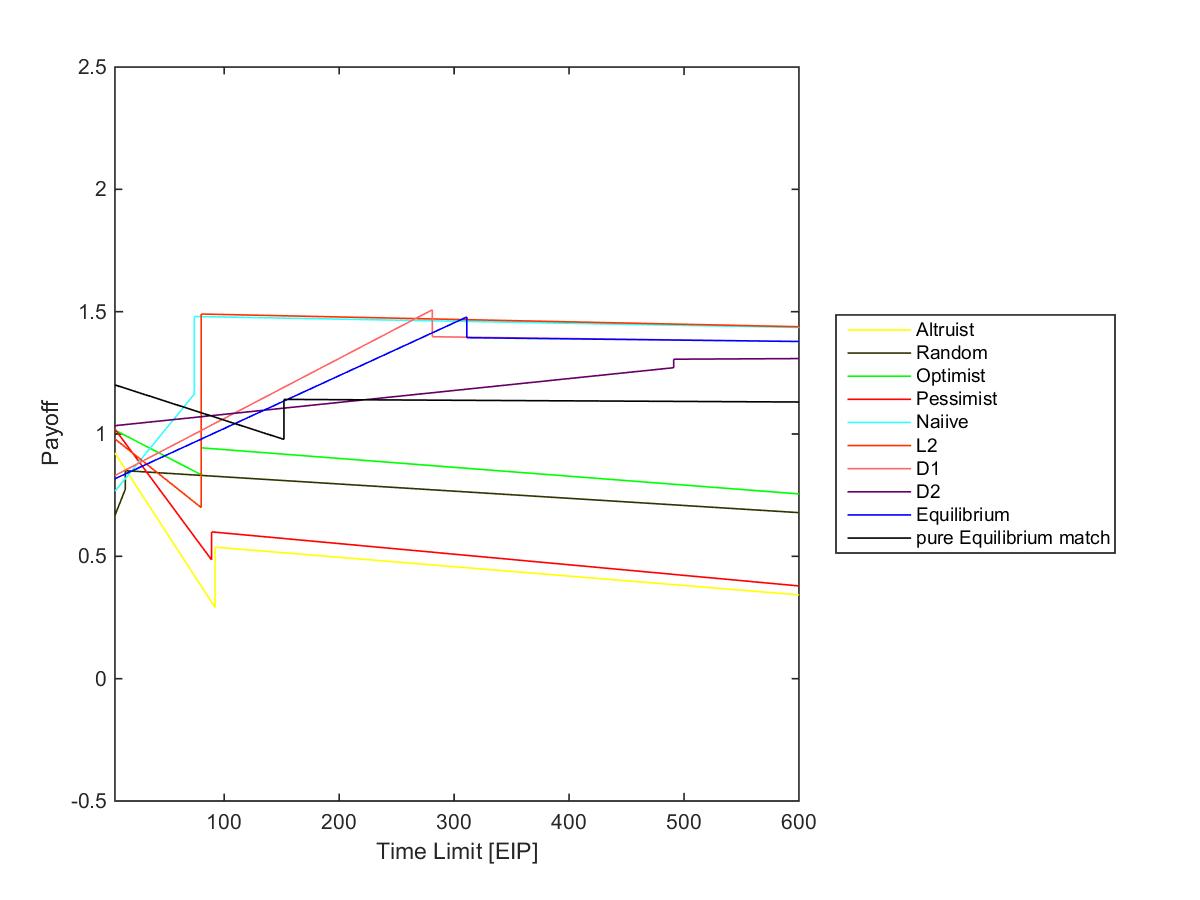 2.5
2
1.5
1
0.5
0
-0.5
Payoff
100 200 300 400 500 600
Time Limit [EIP]
Altruist
Random
Optimist
Pessimist
Naiive
L2
D1
D2
Equilibrium
pure Equilibrium match